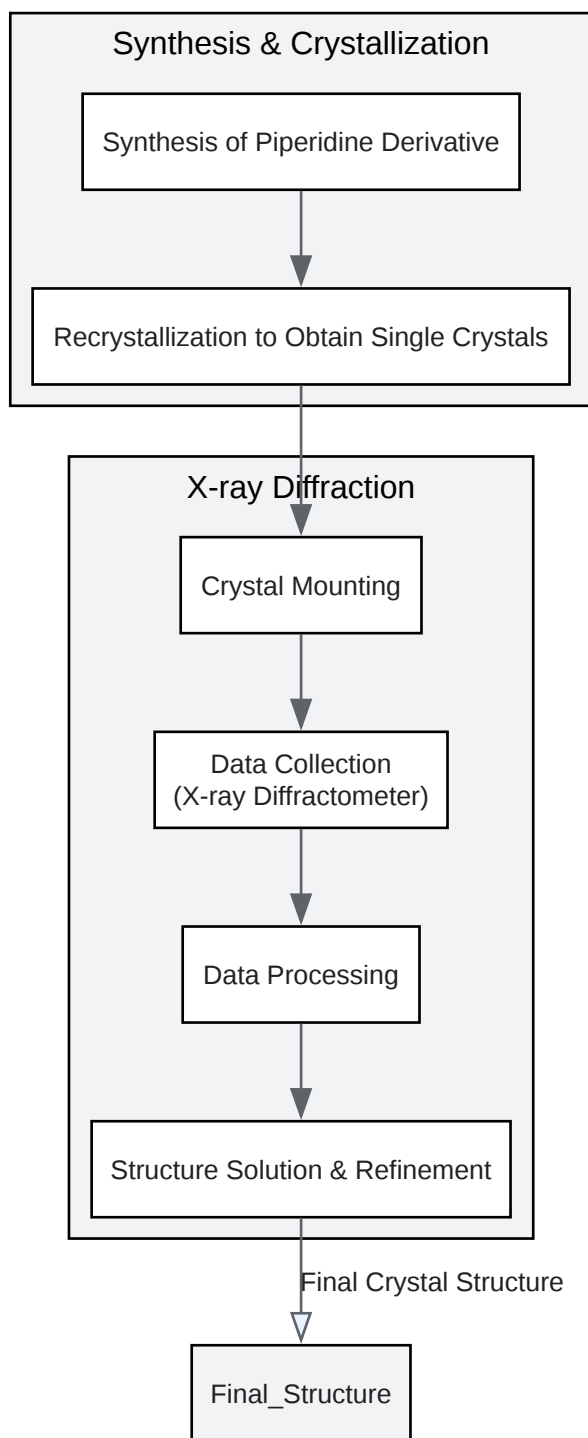 Synthesis & Crystallization
Synthesis of Piperidine Derivative
Recrystallization to Obtain Single Crystals
X-ray Diffraction
Crystal Mounting
Data Collection
(X-ray Diffractometer)
Data Processing
Structure Solution & Refinement
Final Crystal Structure
Final_Structure